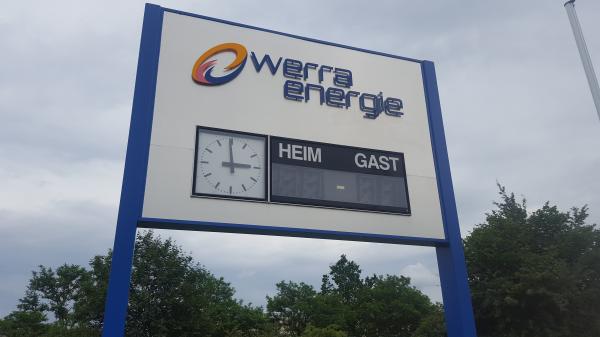 werra
energie
HEIM GAST
-